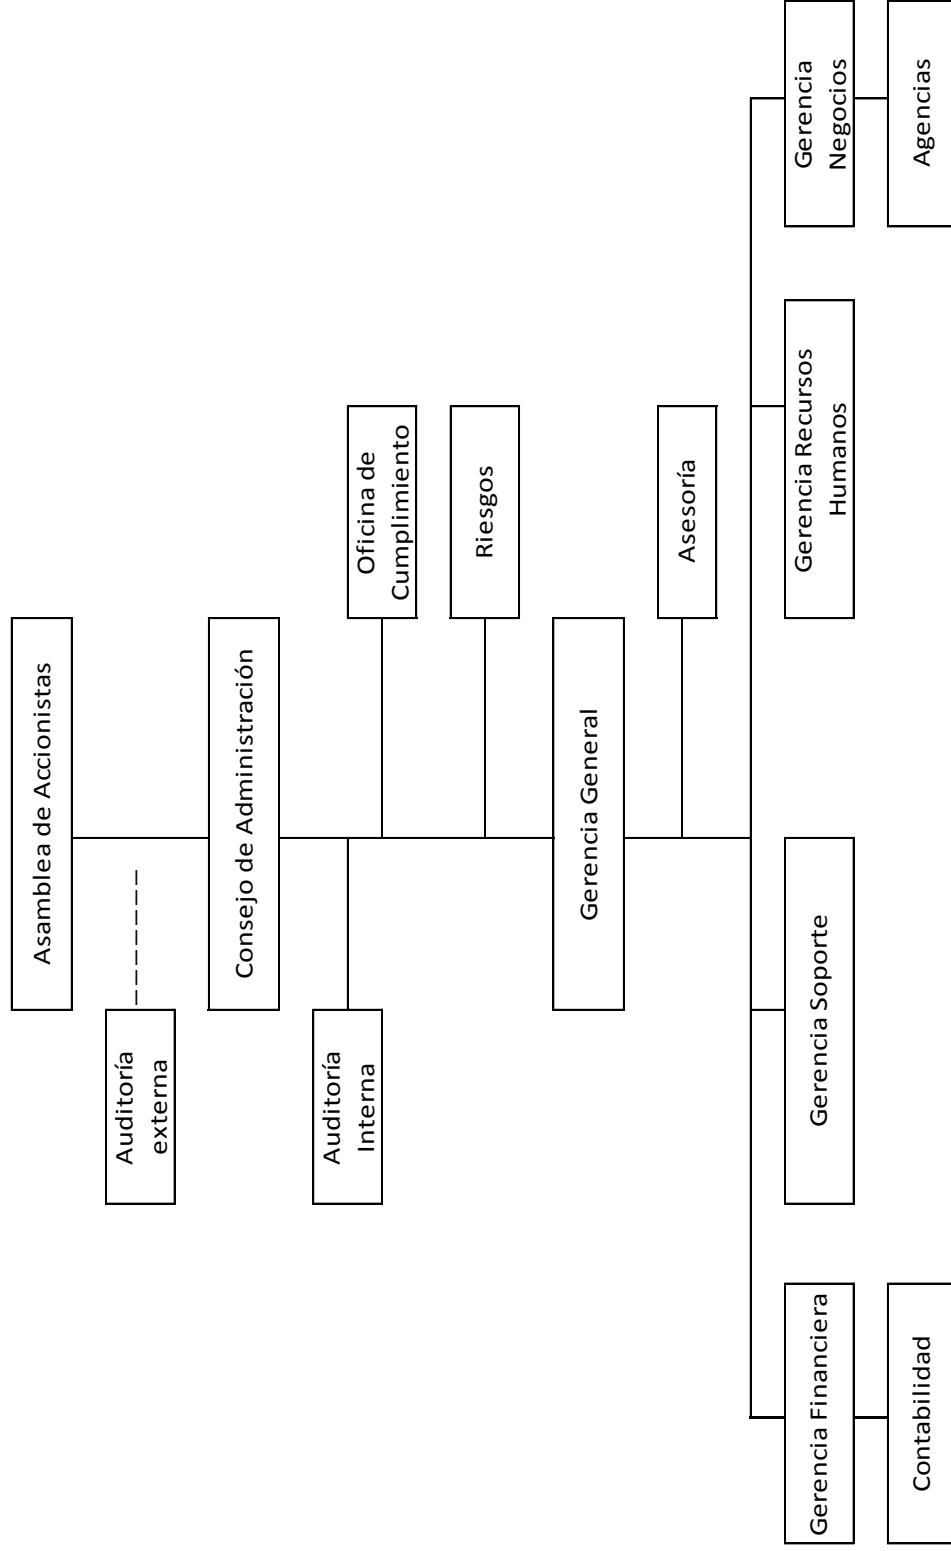 Asamblea de Accionistas
Auditoría
externa
Consejo de Administración
Auditoría
Interna
Oficina de
Cumplimiento
Riesgos
Gerencia General
Asesoría
Gerencia Financiera
Gerencia Soporte
Gerencia Recursos
Humanos
Gerencia
Negocios
Contabilidad
Agencias